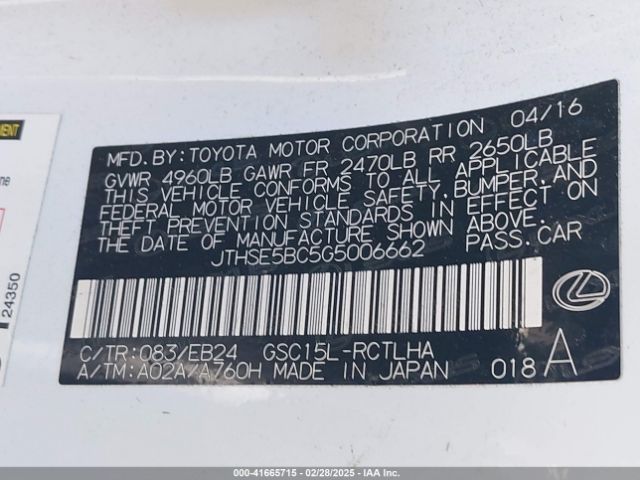 MFD.BY:TOYOTA MOTOR CORPORATION 04/16
GVWR 4960LB GAWR FR 2470LB RR 2650LB
THIS VEHICLE CONFORMS TO ALL APPLICABLE
FEDERAL MOTOR VEHICLE SAFETY,BUMPER,AND
THEFT PREVENTION STANDARDS IN EFFECT ON
THE DATE OF MANUFACTURE SHOWN ABOVE.
JTHSE5BC5G5006662 PASS.CAR
C/TR:083/EB24 GSC15L-RCTLHA
A/TM:A02A/A760H MADE IN JAPAN 018A
24350
000-41665715 - 02/28/2025 - IAA Inc.